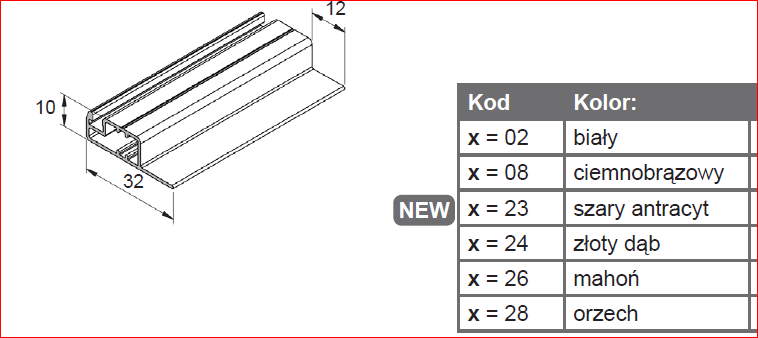 12
10
32
Kod Kolor:
x = 02 biały
x = 08 ciemnobrązowy
NEW x = 23 szary antracyt
x = 24 złoty dąb
x = 26 mahoń
x = 28 orzech